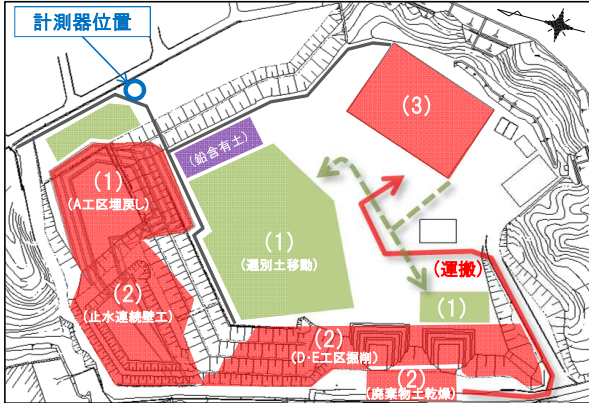 計測器位置
(3)
(鉛含有土)
(1)
(A工区埋戻し)
(1)
(選別土移動)
(運搬)
(2)
(止水連続壁工)
(1)
(2)
(D・E工区掘削)
(2)
(廃棄物土乾燥)